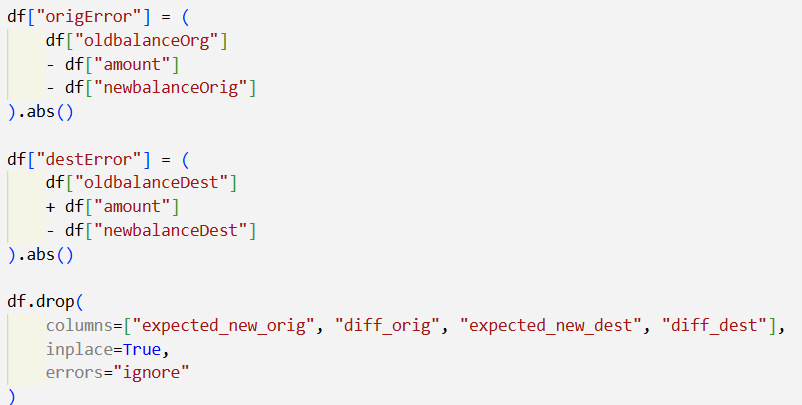 df["origError"] = (
    df["oldbalanceOrg"]
    - df["amount"]
    - df["newbalanceOrig"]
).abs()

df["destError"] = (
    df["oldbalanceDest"]
    + df["amount"]
    - df["newbalanceDest"]
).abs()

df.drop(
    columns=["expected_new_orig", "diff_orig", "expected_new_dest", "diff_dest"],
    inplace=True,
    errors="ignore"
)